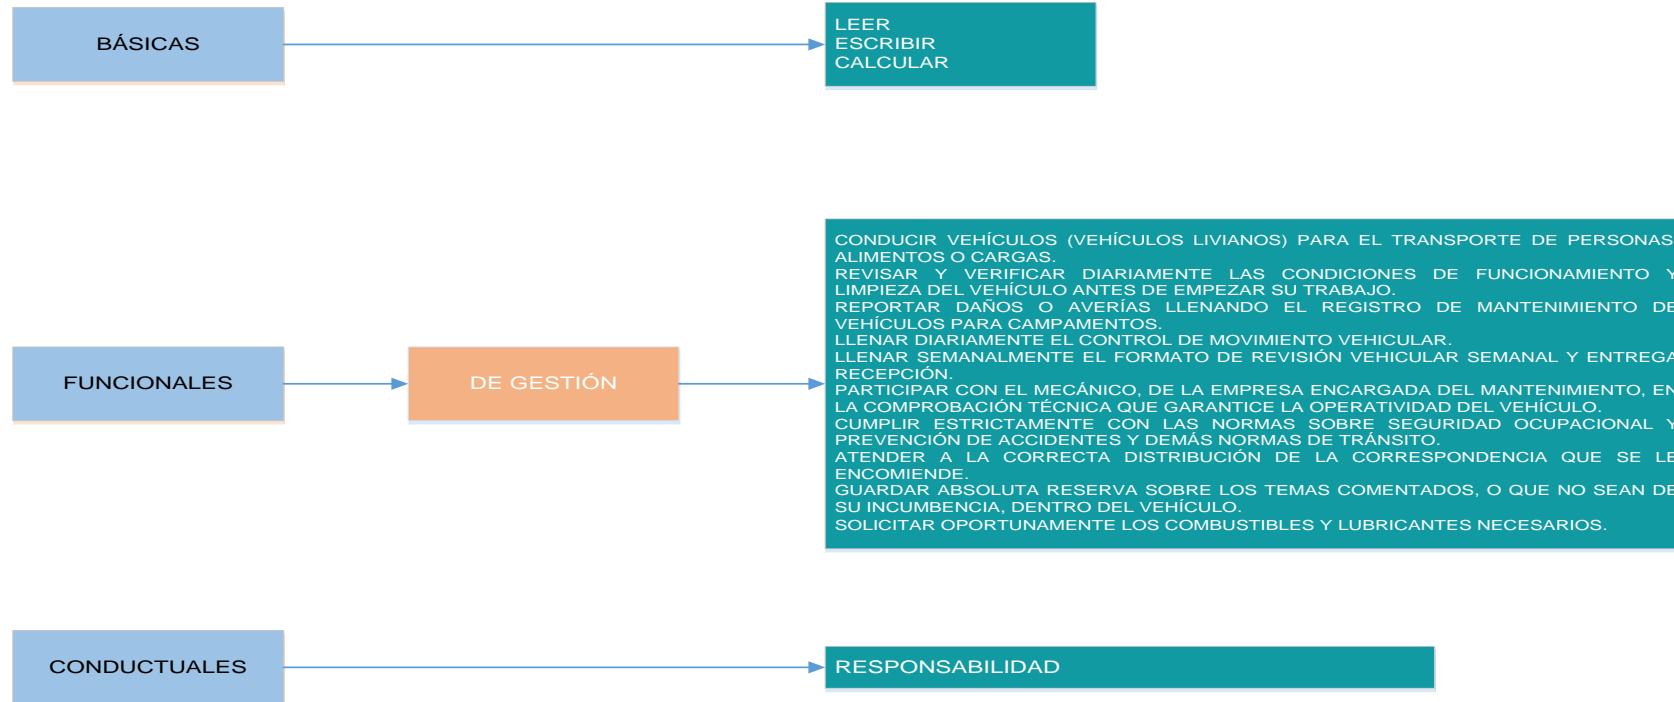 BÁSICAS
LEER
ESCRIBIR
CALCULAR
FUNCIONALES
DE GESTIÓN
CONDUCIR VEHÍCULOS (VEHÍCULOS LIVIANOS) PARA EL TRANSPORTE DE PERSONAS
ALIMENTOS O CARGAS.
REVISAR Y VERIFICAR DIARIAMENTE LAS CONDICIONES DE FUNCIONAMIENTO Y
LIMPIEZA DEL VEHÍCULO ANTES DE EMPEZAR SU TRABAJO.
REPORTAR DAÑOS O AVERÍAS LLENANDO EL REGISTRO DE MANTENIMIENTO DE
VEHÍCULOS PARA CAMPAMENTOS.
LLENAR DIARIAMENTE EL CONTROL DE MOVIMIENTO VEHICULAR.
LLENAR SEMANALMENTE EL FORMATO DE REVISIÓN VEHICULAR SEMANAL Y ENTREGA
RECEPCIÓN.
PARTICIPAR CON EL MECÁNICO, DE LA EMPRESA ENCARGADA DEL MANTENIMIENTO, EN
LA COMPROBACIÓN TÉCNICA QUE GARANTICE LA OPERATIVIDAD DEL VEHÍCULO.
CUMPLIR ESTRICTAMENTE CON LAS NORMAS SOBRE SEGURIDAD OCUPACIONAL Y
PREVENCIÓN DE ACCIDENTES Y DEMÁS NORMAS DE TRÁNSITO.
ATENDER A LA CORRECTA DISTRIBUCIÓN DE LA CORRESPONDENCIA QUE SE LE
ENCOMIENDE.
GUARDAR ABSOLUTA RESERVA SOBRE LOS TEMAS COMENTADOS, O QUE NO SEAN DE
SU INCUMBENCIA, DENTRO DEL VEHÍCULO.
SOLICITAR OPORTUNAMENTE LOS COMBUSTIBLES Y LUBRICANTES NECESARIOS.
CONDUCTUALES
RESPONSABILIDAD